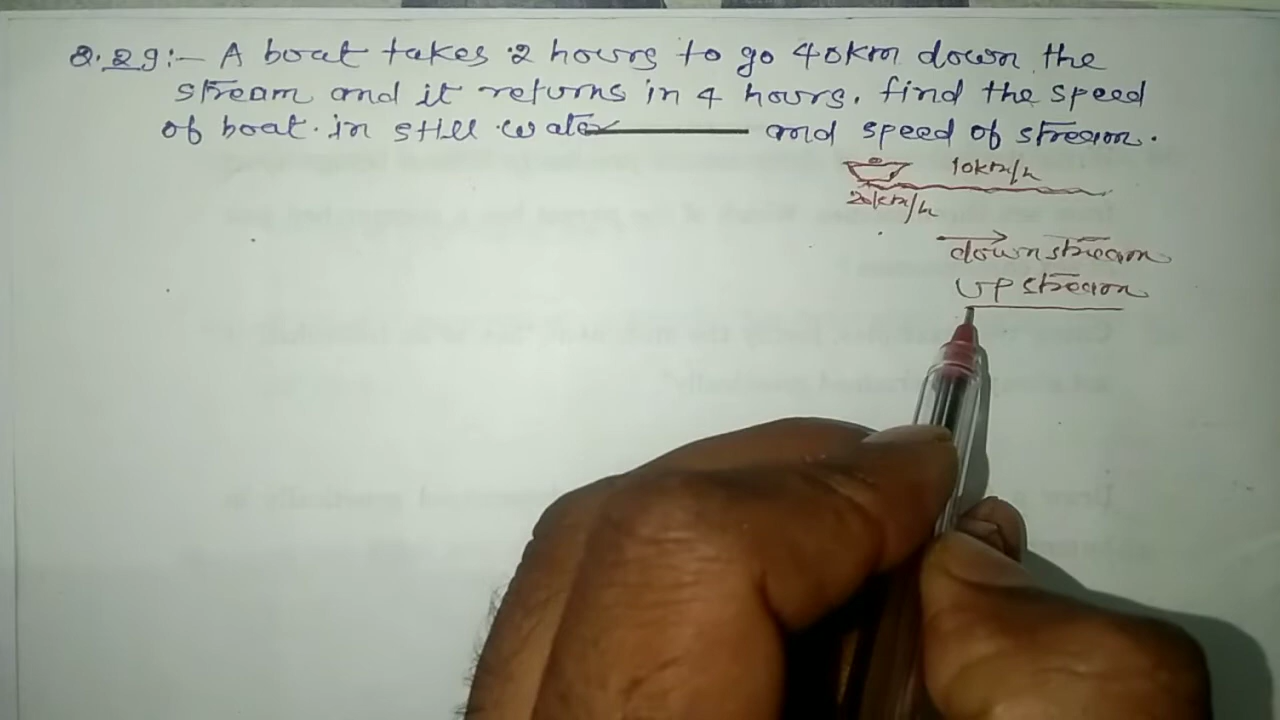 Q.29:- A boat takes 2 hours to go 40km down the
stream and it returns in 4 hours. find the speed
of boat in still water and speed of stream.
10km/h
20km/h
downstream
Upstream